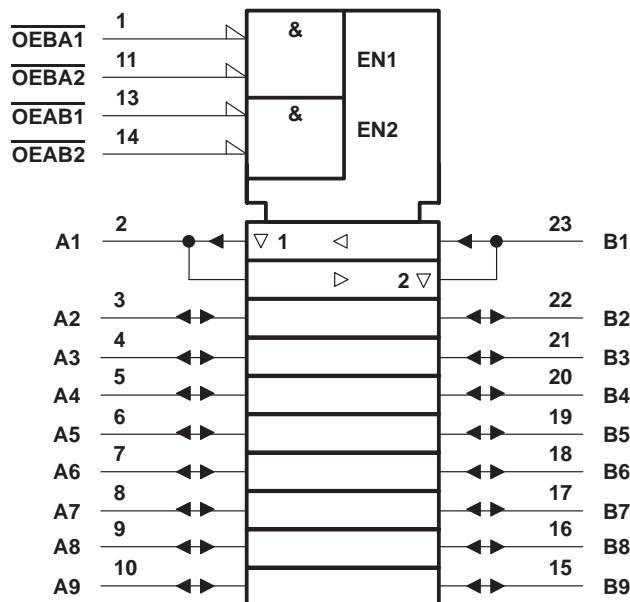 OEBA1 1 & EN1
OEBA2 11
OEAB1 13 & EN2
OEAB2 14
A1 2 1 2 23 B1
A2 3 22 B2
A3 4 21 B3
A4 5 20 B4
A5 6 19 B5
A6 7 18 B6
A7 8 17 B7
A8 9 16 B8
A9 10 15 B9